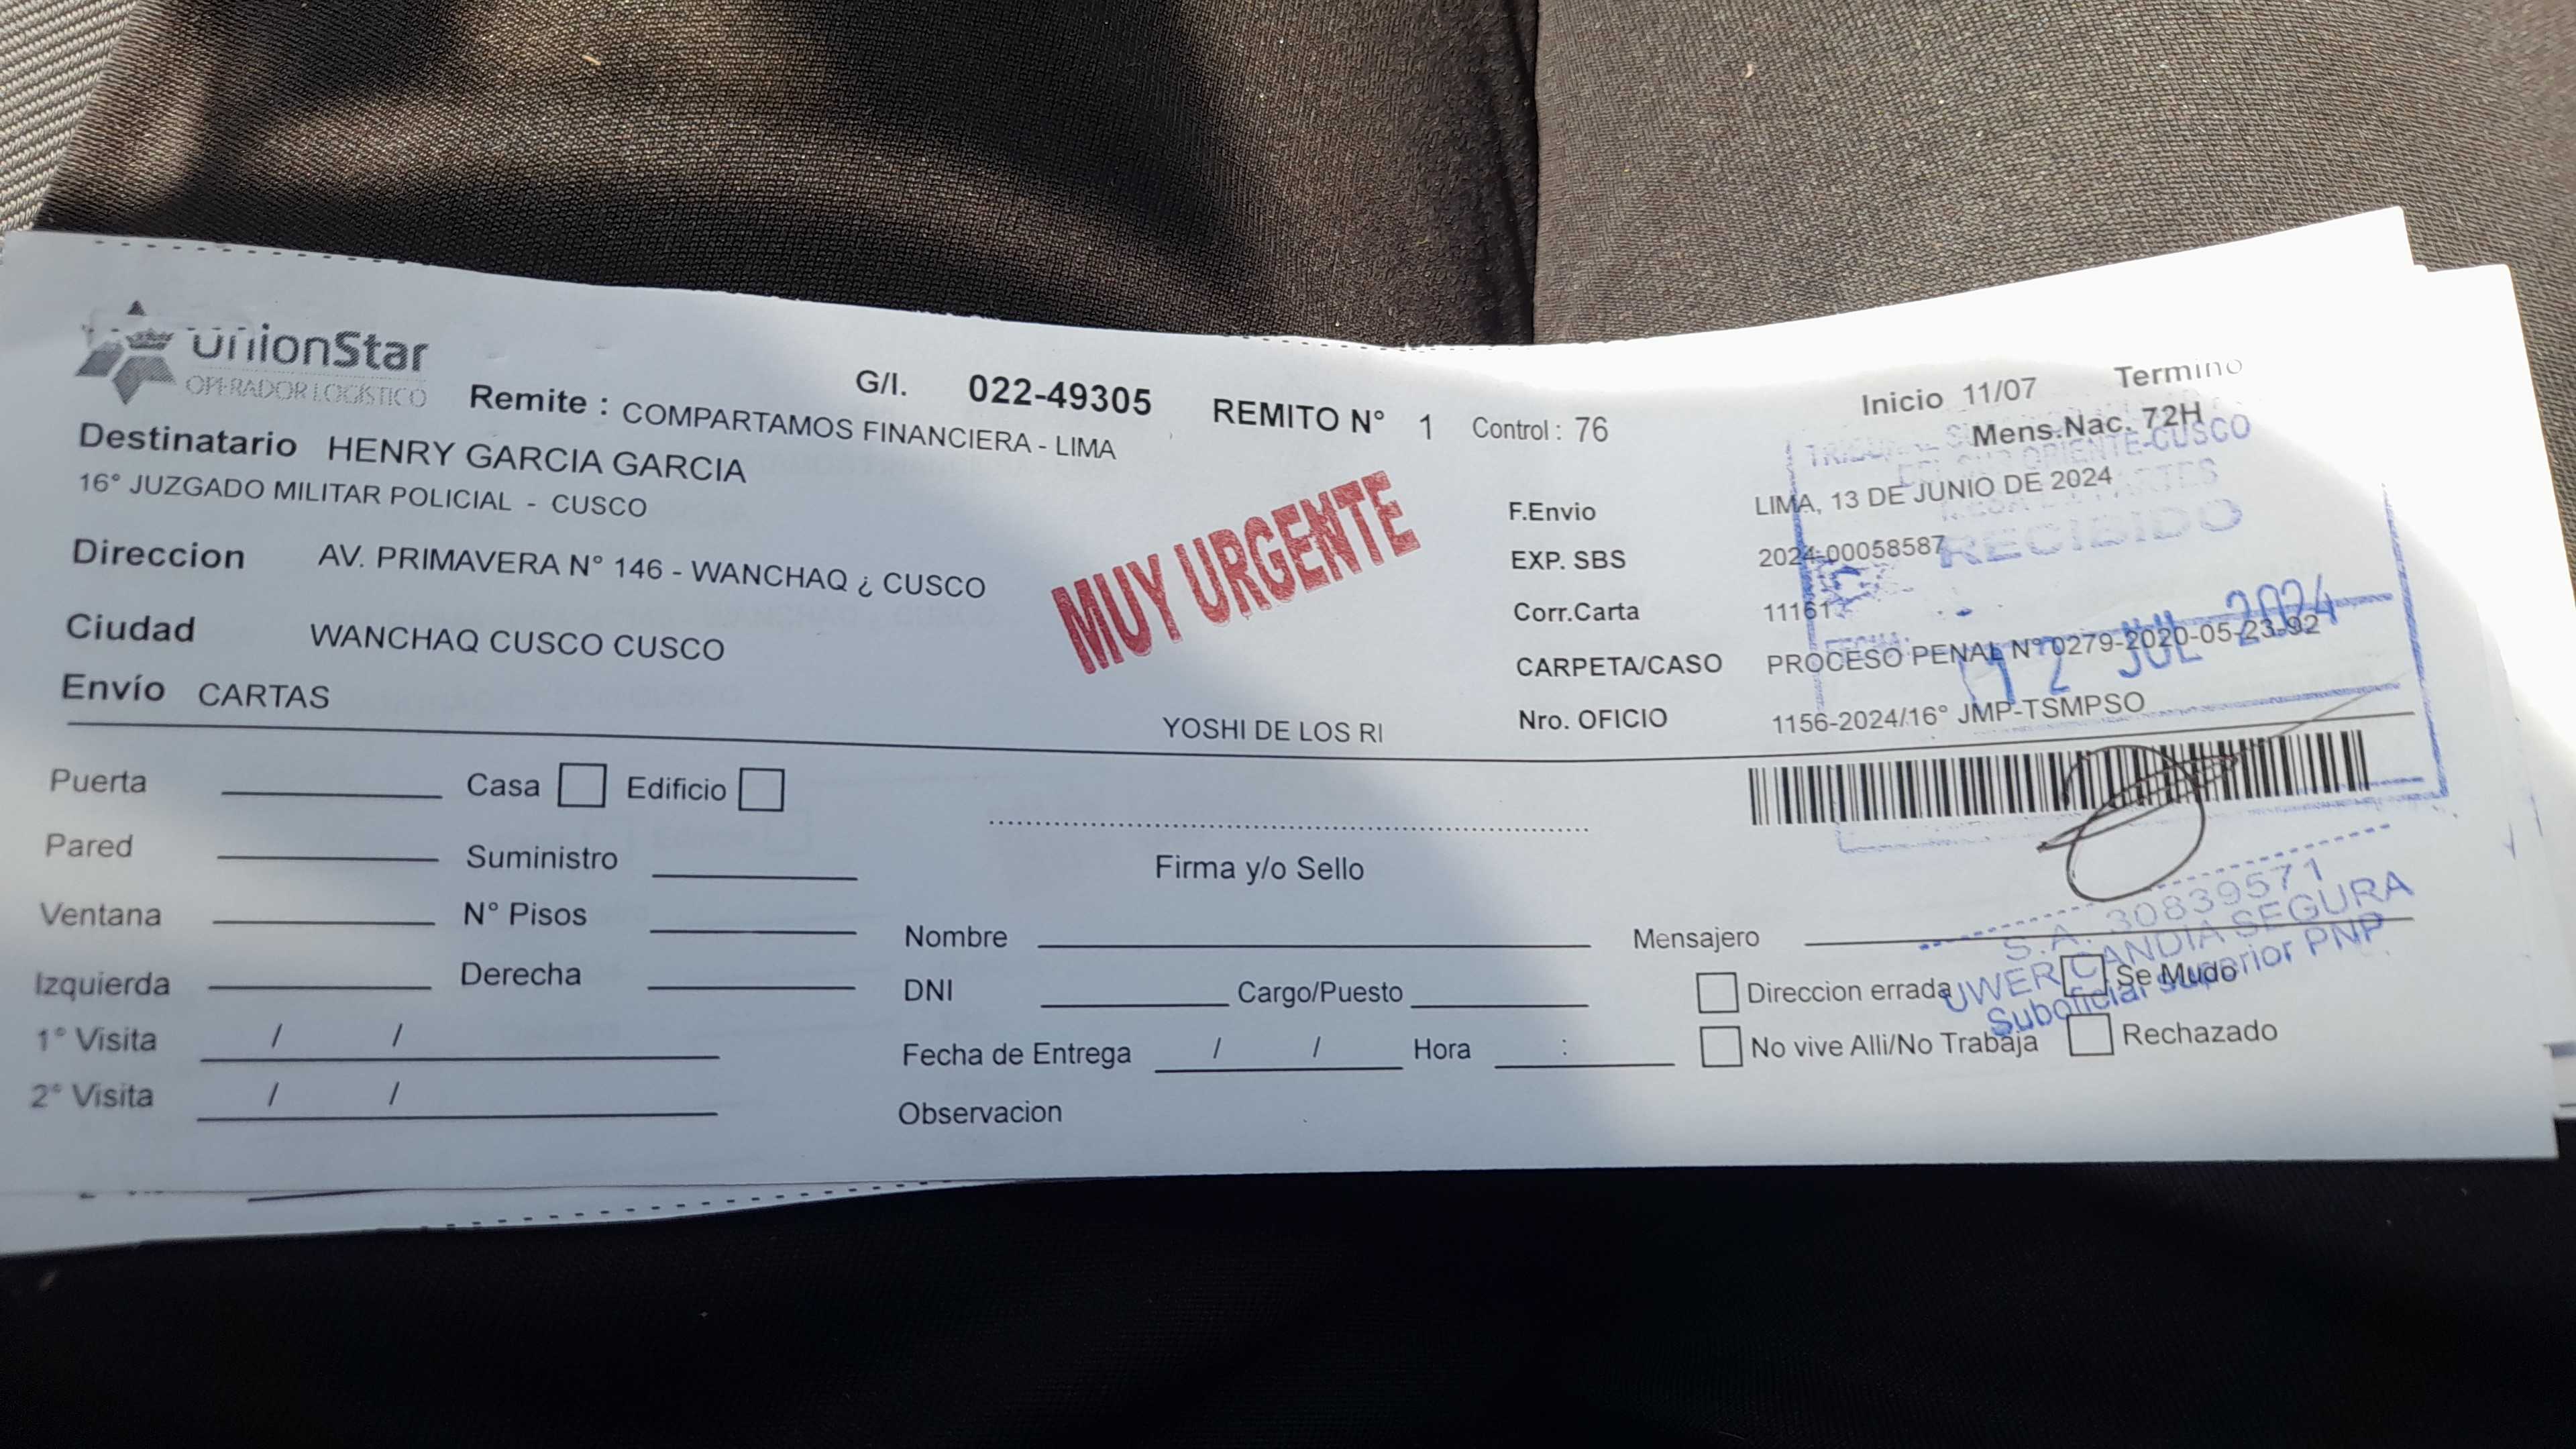 unionStar
OPERADOR LOGÍSTICO
Remite : COMPARTAMOS FINANCIERA - LIMA
G/I. 022-49305 REMITO N° 1 Control : 76
Inicio 11/07 Termino
Mens.Nac. 72H
Destinatario HENRY GARCIA GARCIA
16° JUZGADO MILITAR POLICIAL - CUSCO
Direccion AV. PRIMAVERA N° 146 - WANCHAQ ¿ CUSCO
Ciudad WANCHAQ CUSCO CUSCO
Envío CARTAS
MUY URGENTE
YOSHI DE LOS RI
F.Envio LIMA, 13 DE JUNIO DE 2024
EXP. SBS 2024-00058587
Corr.Carta 11161
CARPETA/CASO PROCESO PENAL N° 0279-2020-05-23-92
Nro. OFICIO 1156-2024/16° JMP-TSMPSO
ORIENTE-CUSCO
RECIBIDO
12 JUL 2024
Puerta Casa Edificio
Pared Suministro
Ventana N° Pisos
Izquierda Derecha
1° Visita / /
2° Visita / /
Firma y/o Sello
Nombre
DNI Cargo/Puesto
Fecha de Entrega / / Hora :
Observacion
Mensajero
Direccion errada Se Mudo
No vive Alli/No Trabaja Rechazado
S.A. 30839571
UWER CANDIA SEGURA
Suboficial Superior PNP